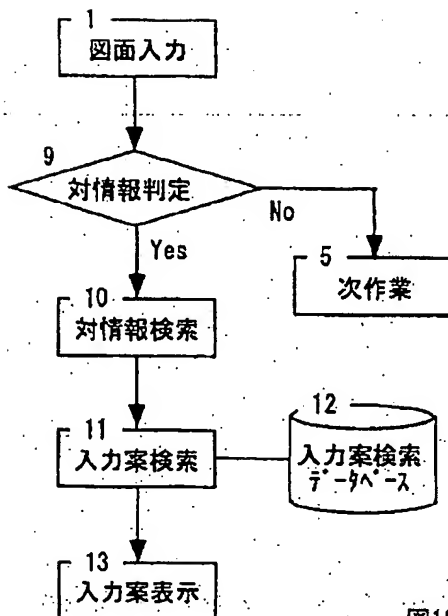 1
図面入力
9
対情報判定
No
Yes
5
次作業
10
対情報検索
11
入力案検索
12
入力案検索
データベース
13
入力案表示